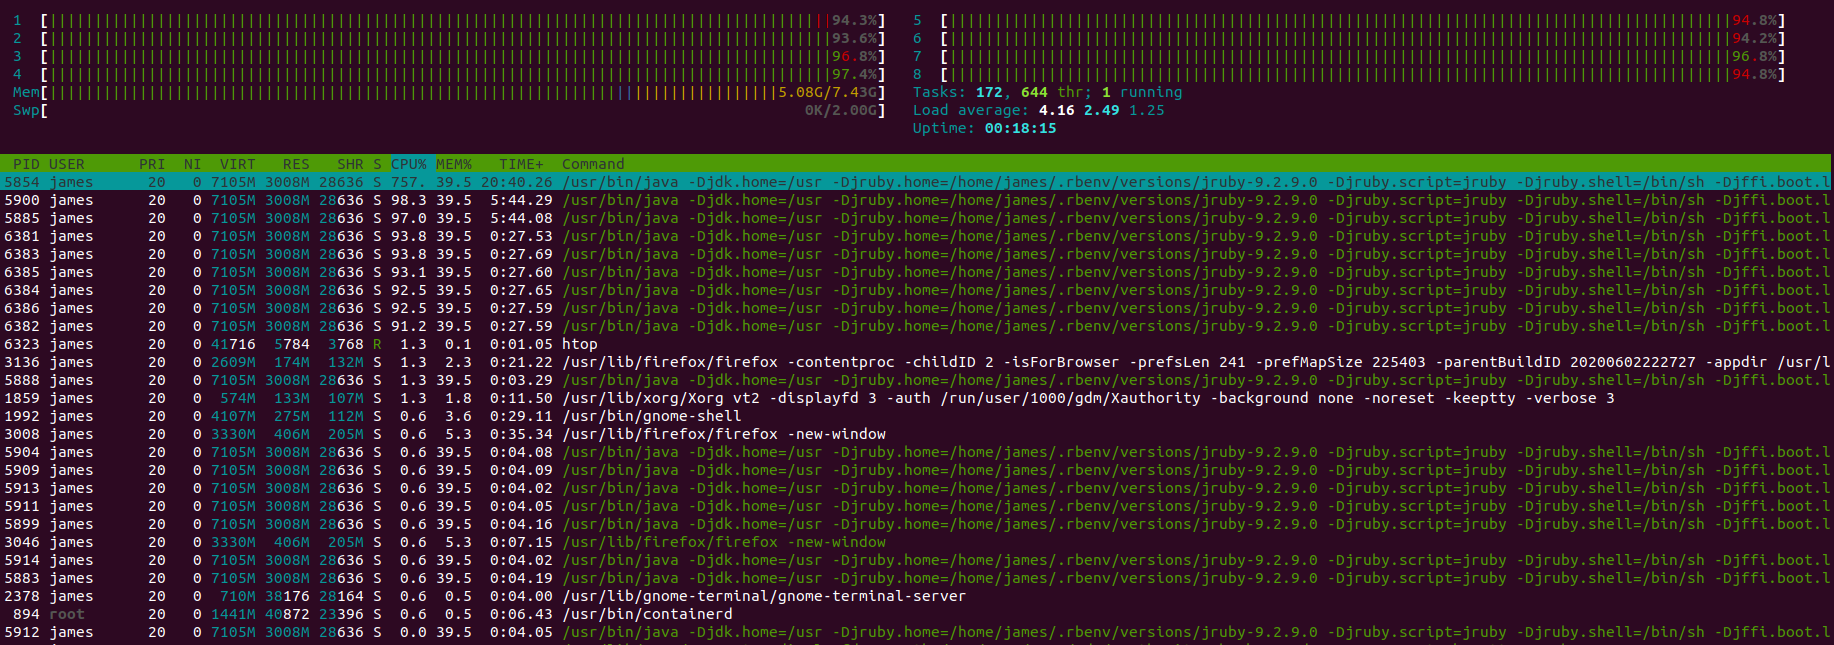 1 [94.3%] 5 [94.8%]
2 [93.6%] 6 [94.2%]
3 [96.8%] 7 [96.8%]
4 [97.4%] 8 [94.8%]
Mem[5.08G/7.43G] Tasks: 172, 644 thr; 1 running
Swp[0K/2.00G] Load average: 4.16 2.49 1.25
Uptime: 00:18:15
PID USER PRI NI VIRT RES SHR S CPU% MEM% TIME+ Command
5854 james 20 0 7105M 3008M 28636 S 757. 39.5 20:40.26 /usr/bin/java -Djdk.home=/usr -Djruby.home=/home/james/.rbenv/versions/jruby-9.2.9.0 -Djruby.script=jruby -Djruby.shell=/bin/sh -Djffi.boot.l
5900 james 20 0 7105M 3008M 28636 S 98.3 39.5 5:44.29 /usr/bin/java -Djdk.home=/usr -Djruby.home=/home/james/.rbenv/versions/jruby-9.2.9.0 -Djruby.script=jruby -Djruby.shell=/bin/sh -Djffi.boot.l
5885 james 20 0 7105M 3008M 28636 S 97.0 39.5 5:44.08 /usr/bin/java -Djdk.home=/usr -Djruby.home=/home/james/.rbenv/versions/jruby-9.2.9.0 -Djruby.script=jruby -Djruby.shell=/bin/sh -Djffi.boot.l
6381 james 20 0 7105M 3008M 28636 S 93.8 39.5 0:27.53 /usr/bin/java -Djdk.home=/usr -Djruby.home=/home/james/.rbenv/versions/jruby-9.2.9.0 -Djruby.script=jruby -Djruby.shell=/bin/sh -Djffi.boot.l
6383 james 20 0 7105M 3008M 28636 S 93.8 39.5 0:27.69 /usr/bin/java -Djdk.home=/usr -Djruby.home=/home/james/.rbenv/versions/jruby-9.2.9.0 -Djruby.script=jruby -Djruby.shell=/bin/sh -Djffi.boot.l
6385 james 20 0 7105M 3008M 28636 S 93.1 39.5 0:27.60 /usr/bin/java -Djdk.home=/usr -Djruby.home=/home/james/.rbenv/versions/jruby-9.2.9.0 -Djruby.script=jruby -Djruby.shell=/bin/sh -Djffi.boot.l
6384 james 20 0 7105M 3008M 28636 S 92.5 39.5 0:27.65 /usr/bin/java -Djdk.home=/usr -Djruby.home=/home/james/.rbenv/versions/jruby-9.2.9.0 -Djruby.script=jruby -Djruby.shell=/bin/sh -Djffi.boot.l
6386 james 20 0 7105M 3008M 28636 S 92.5 39.5 0:27.59 /usr/bin/java -Djdk.home=/usr -Djruby.home=/home/james/.rbenv/versions/jruby-9.2.9.0 -Djruby.script=jruby -Djruby.shell=/bin/sh -Djffi.boot.l
6382 james 20 0 7105M 3008M 28636 S 91.2 39.5 0:27.59 /usr/bin/java -Djdk.home=/usr -Djruby.home=/home/james/.rbenv/versions/jruby-9.2.9.0 -Djruby.script=jruby -Djruby.shell=/bin/sh -Djffi.boot.l
6323 james 20 0 41716 5784 3768 R 1.3 0.1 0:01.05 htop
3136 james 20 0 2609M 174M 132M S 1.3 2.3 0:21.22 /usr/lib/firefox/firefox -contentproc -childID 2 -isForBrowser -prefsLen 241 -prefMapSize 225403 -parentBuildID 20200602222727 -appdir /usr/l
5888 james 20 0 7105M 3008M 28636 S 1.3 39.5 0:03.29 /usr/bin/java -Djdk.home=/usr -Djruby.home=/home/james/.rbenv/versions/jruby-9.2.9.0 -Djruby.script=jruby -Djruby.shell=/bin/sh -Djffi.boot.l
1859 james 20 0 574M 133M 107M S 1.3 1.8 0:11.50 /usr/lib/xorg/Xorg vt2 -displayfd 3 -auth /run/user/1000/gdm/Xauthority -background none -noreset -keeptty -verbose 3
1992 james 20 0 4107M 275M 112M S 0.6 3.6 0:29.11 /usr/bin/gnome-shell
3008 james 20 0 3330M 406M 205M S 0.6 5.3 0:35.34 /usr/lib/firefox/firefox -new-window
5904 james 20 0 7105M 3008M 28636 S 0.6 39.5 0:04.08 /usr/bin/java -Djdk.home=/usr -Djruby.home=/home/james/.rbenv/versions/jruby-9.2.9.0 -Djruby.script=jruby -Djruby.shell=/bin/sh -Djffi.boot.l
5909 james 20 0 7105M 3008M 28636 S 0.6 39.5 0:04.09 /usr/bin/java -Djdk.home=/usr -Djruby.home=/home/james/.rbenv/versions/jruby-9.2.9.0 -Djruby.script=jruby -Djruby.shell=/bin/sh -Djffi.boot.l
5913 james 20 0 7105M 3008M 28636 S 0.6 39.5 0:04.02 /usr/bin/java -Djdk.home=/usr -Djruby.home=/home/james/.rbenv/versions/jruby-9.2.9.0 -Djruby.script=jruby -Djruby.shell=/bin/sh -Djffi.boot.l
5911 james 20 0 7105M 3008M 28636 S 0.6 39.5 0:04.05 /usr/bin/java -Djdk.home=/usr -Djruby.home=/home/james/.rbenv/versions/jruby-9.2.9.0 -Djruby.script=jruby -Djruby.shell=/bin/sh -Djffi.boot.l
5899 james 20 0 7105M 3008M 28636 S 0.6 39.5 0:04.16 /usr/bin/java -Djdk.home=/usr -Djruby.home=/home/james/.rbenv/versions/jruby-9.2.9.0 -Djruby.script=jruby -Djruby.shell=/bin/sh -Djffi.boot.l
3046 james 20 0 3330M 406M 205M S 0.6 5.3 0:07.15 /usr/lib/firefox/firefox -new-window
5914 james 20 0 7105M 3008M 28636 S 0.6 39.5 0:04.02 /usr/bin/java -Djdk.home=/usr -Djruby.home=/home/james/.rbenv/versions/jruby-9.2.9.0 -Djruby.script=jruby -Djruby.shell=/bin/sh -Djffi.boot.l
5883 james 20 0 7105M 3008M 28636 S 0.6 39.5 0:04.19 /usr/bin/java -Djdk.home=/usr -Djruby.home=/home/james/.rbenv/versions/jruby-9.2.9.0 -Djruby.script=jruby -Djruby.shell=/bin/sh -Djffi.boot.l
2378 james 20 0 710M 38176 28164 S 0.6 0.5 0:04.00 /usr/lib/gnome-terminal/gnome-terminal-server
894 root 20 0 1441M 40872 23396 S 0.6 0.5 0:06.43 /usr/bin/containerd
5912 james 20 0 7105M 3008M 28636 S 0.0 39.5 0:04.05 /usr/bin/java -Djdk.home=/usr -Djruby.home=/home/james/.rbenv/versions/jruby-9.2.9.0 -Djruby.script=jruby -Djruby.shell=/bin/sh -Djffi.boot.l